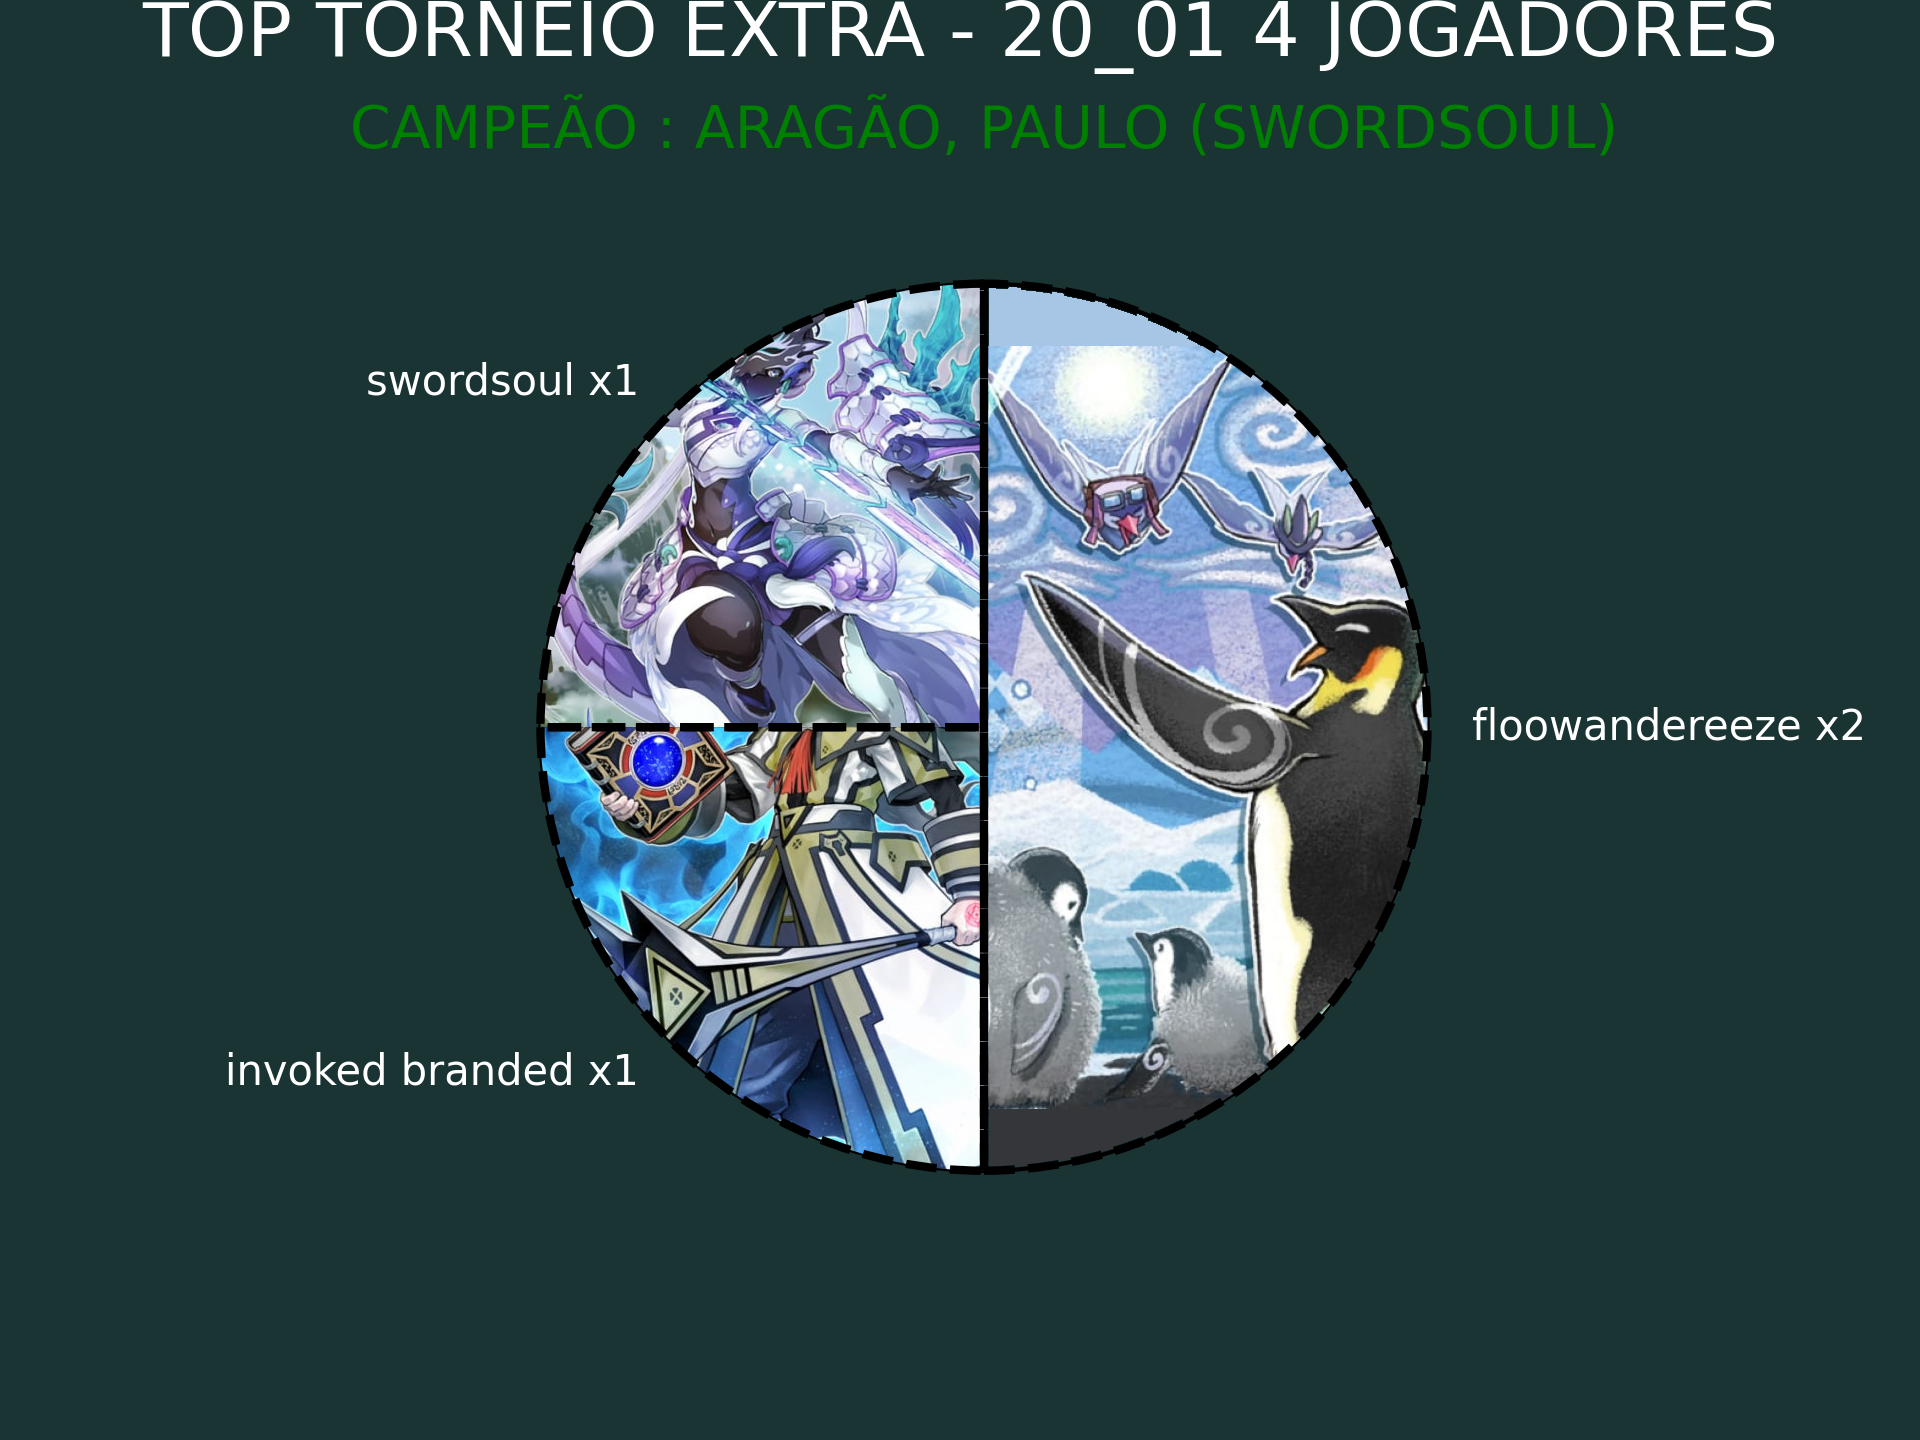 TOP TORNEIO EXTRA - 20_01 4 JOGADORES
CAMPEÃO : ARAGÃO, PAULO (SWORDSOUL)
swordsoul x1
floowandereeze x2
invoked branded x1